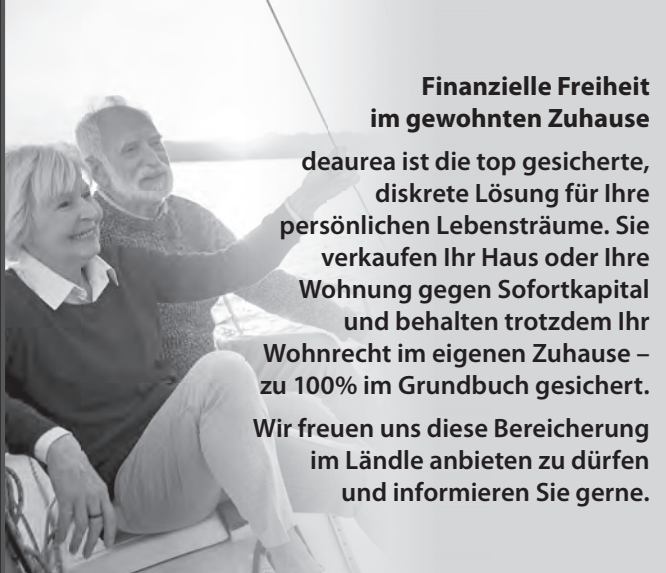 Finanzielle Freiheit
im gewohnten Zuhause
deaurea ist die top gesicherte,
diskrete Lösung für Ihre
persönlichen Lebensträume. Sie
verkaufen Ihr Haus oder Ihre
Wohnung gegen Sofortkapital
und behalten trotzdem Ihr
Wohnrecht im eigenen Zuhause –
zu 100% im Grundbuch gesichert.
Wir freuen uns diese Bereicherung
im Ländle anbieten zu dürfen
und informieren Sie gerne.